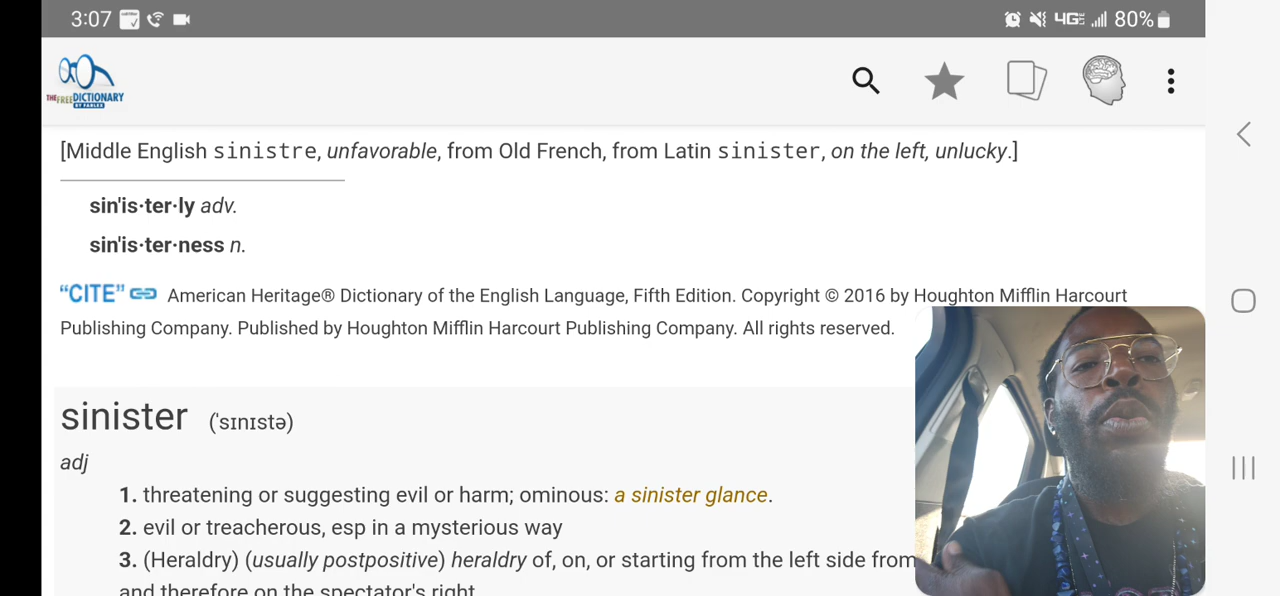 3:07 4GE 80%
THEFREEDICTIONARY
BY FARLEX
[Middle English sinistre, unfavorable, from Old French, from Latin sinister, on the left, unlucky.]
sin'is·ter·ly adv.
sin'is·ter·ness n.
“CITE” American Heritage® Dictionary of the English Language, Fifth Edition. Copyright © 2016 by Houghton Mifflin Harcourt
Publishing Company. Published by Houghton Mifflin Harcourt Publishing Company. All rights reserved.
sinister (ˈsɪnɪstə)
adj
1. threatening or suggesting evil or harm; ominous: a sinister glance.
2. evil or treacherous, esp in a mysterious way
3. (Heraldry) (usually postpositive) heraldry of, on, or starting from the left side from
and therefore on the spectator's right